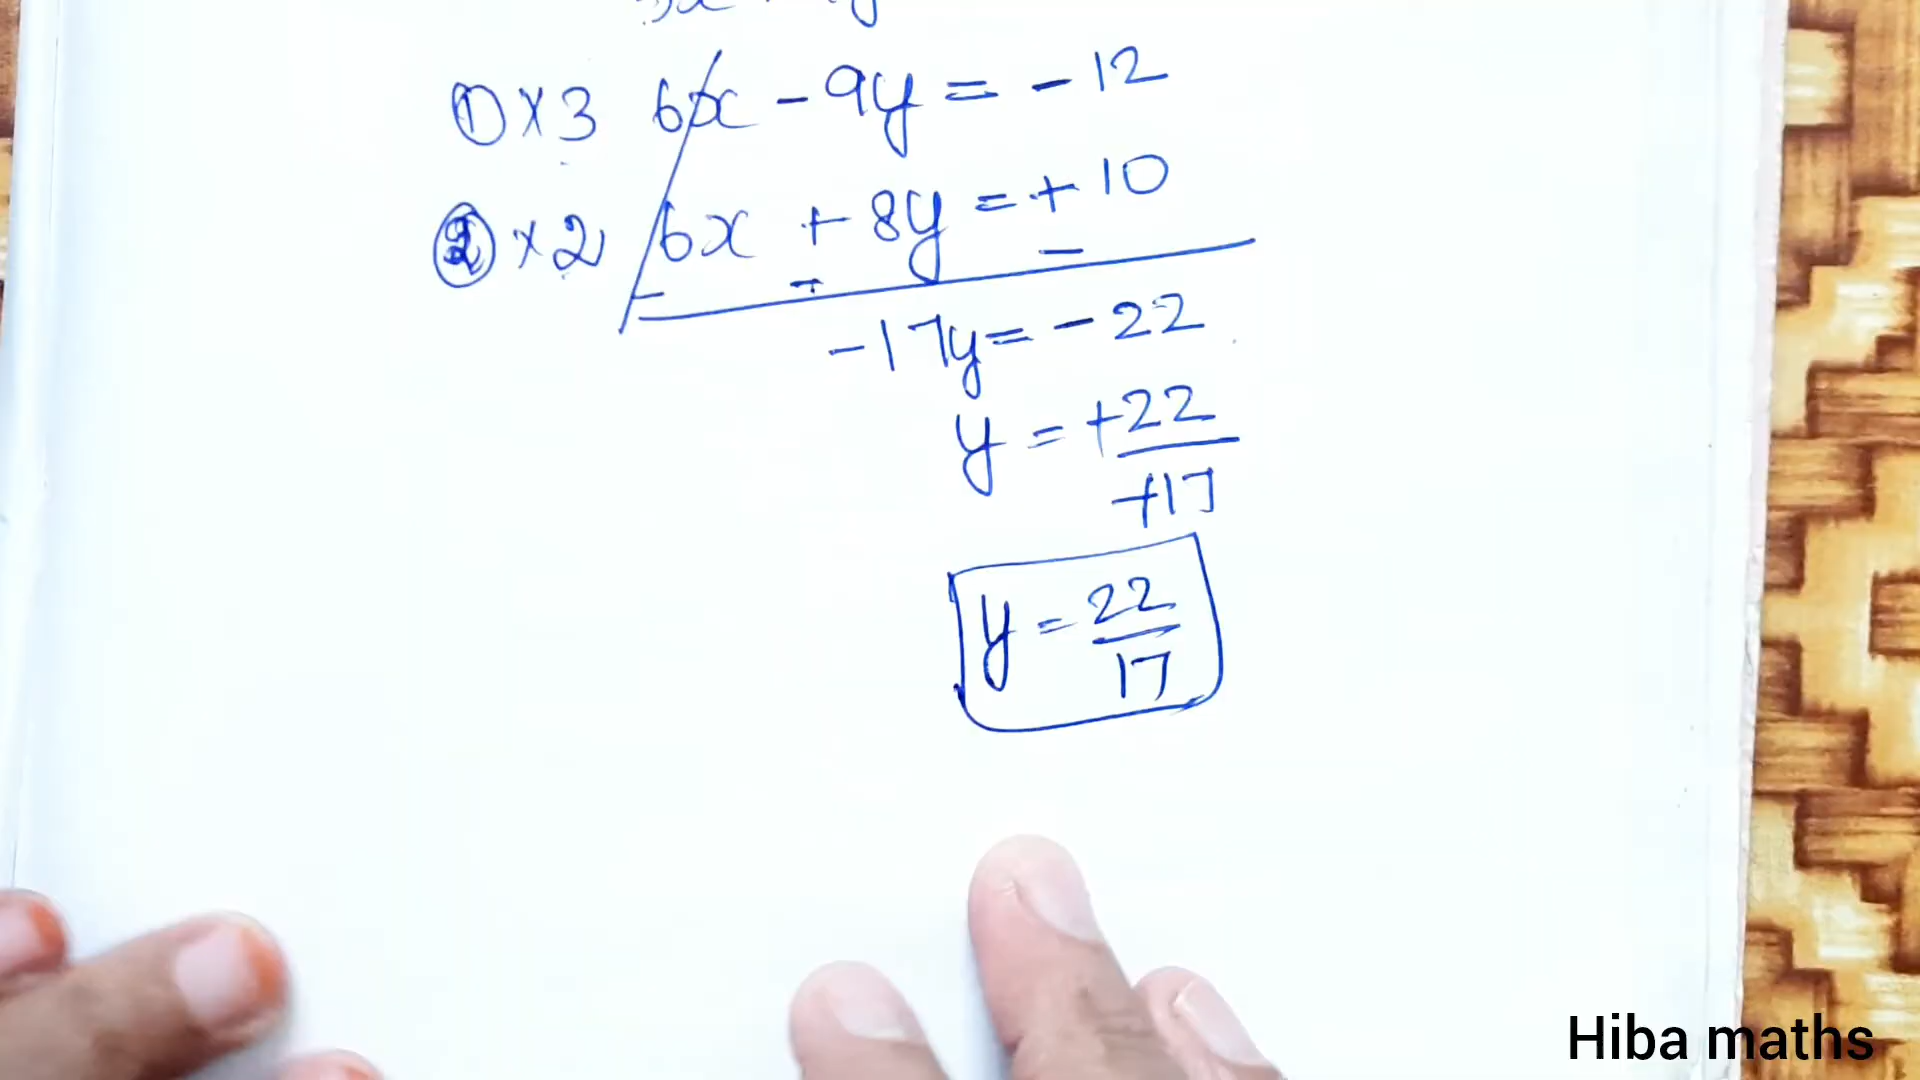 ① × 3 6x - 9y = - 12
② × 2 6x + 8y = + 10
- - -
-17y = - 22
y = +22
+17
y = 22
17
Hiba maths